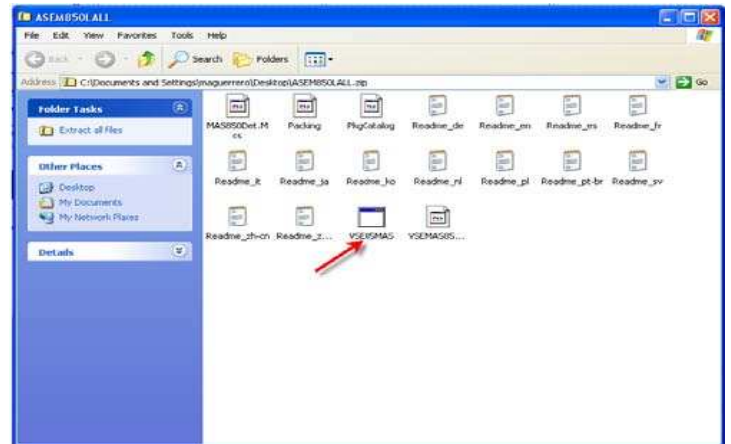 ASEM850LALL
File Edit View Favorites Tools Help
Back Search Folders
Address C:\Documents and Settings\maguerrero\Desktop\ASEM850LALL.zip Go
Folder Tasks
Extract all files
Other Places
Desktop
My Documents
My Network Places
Details
MAS850Det.M Packing PkgCatalog Readme_de Readme_en Readme_es Readme_fr
cs
Readme_it Readme_ja Readme_ko Readme_nl Readme_pl Readme_pt-br Readme_sv
Readme_zh-cn Readme_z... VSEMAS85...